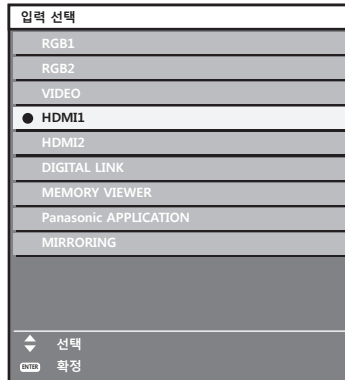 입력 선택
RGB1
RGB2
VIDEO
HDMI1
HDMI2
DIGITAL LINK
MEMORY VIEWER
Panasonic APPLICATION
MIRRORING
선택
ENTER 확정